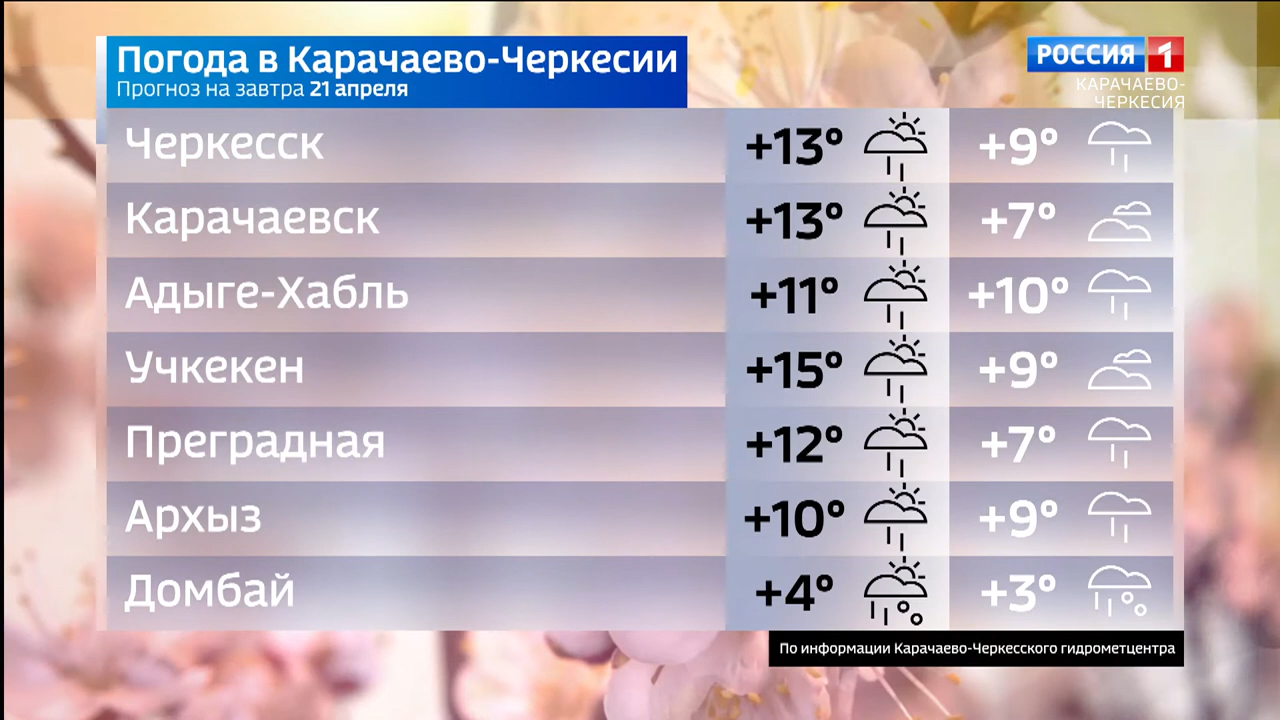 Погода в Карачаево-Черкесии
Прогноз на завтра 21 апреля
РОССИЯ 1
КАРАЧАЕВО-
ЧЕРКЕСИЯ
Черкесск +13° +9°
Карачаевск +13° +7°
Адыге-Хабль +11° +10°
Учкекен +15° +9°
Преградная +12° +7°
Архыз +10° +9°
Домбай +4° +3°
По информации Карачаево-Черкесского гидрометцентра